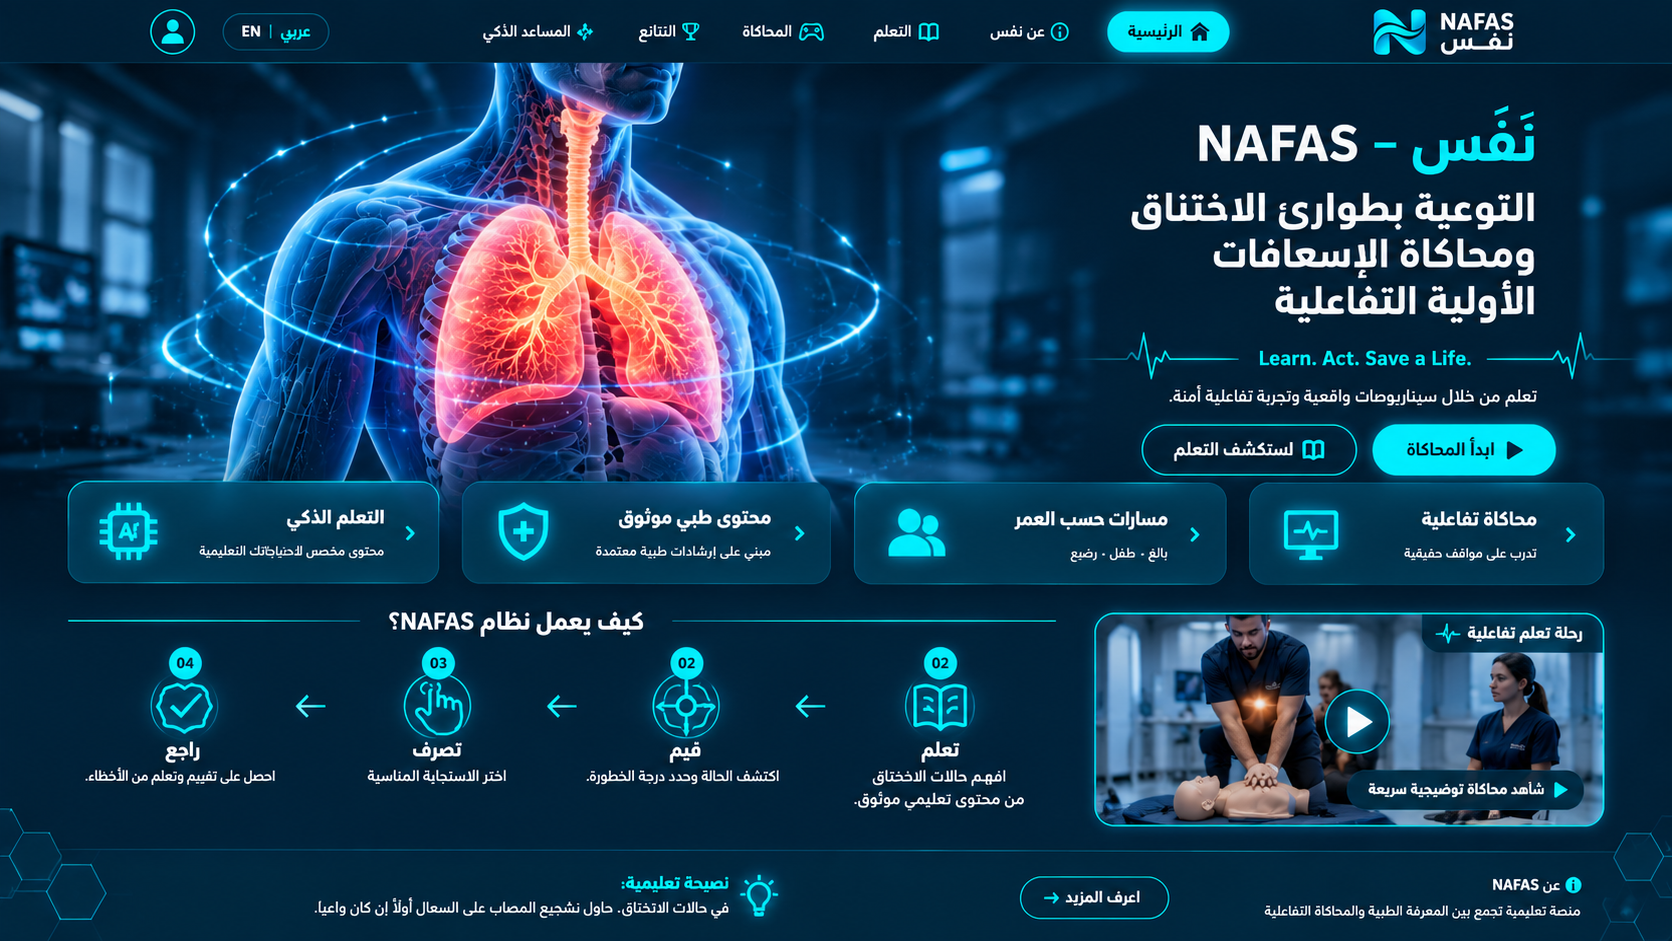 NAFAS
نفس
الرئيسية
عن نفس
التعلم
المحاكاة
النتائع
المساعد الذكي
عربي | EN
نَفَس – NAFAS
التوعية بطوارئ الاختناق
ومحاكاة الإسعافات
الأولية التفاعلية
Learn. Act. Save a Life.
تعلم من خلال سيناريوهات واقعية وتجربة تفاعلية أمنة.
ابدأ المحاكاة
لستكشف التعلم
محاكاة تفاعلية
تدرب على مواقف حقيقية
مسارات حسب العمر
بالغ - طفل - رضيع
محتوى طبي موثوق
مبني على إرشادات طبية معتمدة
التعلم الذكي
محتوى مخصص لاحتياجاتك التعليمية
AI
رحلة تعلم تفاعلية
شاهد محاكاة توضيحية سريعة
كيف يعمل نظام NAFAS؟
02
تعلم
افهم حالات الاختناق
من محتوى تعليمي موثوق.
02
قيم
اكتشف الحالة وحدد درجة الخطورة.
03
تصرف
اختر الاستجابة المناسبة
04
راجع
احصل على تقييم وتعلم من الأخطاء.
عن NAFAS
منصة تعليمية تجمع بين المعرفة الطبية والمحاكاة التفاعلية
اعرف المزيد
نصيحة تعليمية:
في حالات الاتختاق. حاول نشجيع المصاب على السعال أولاً إن كان واعيا.